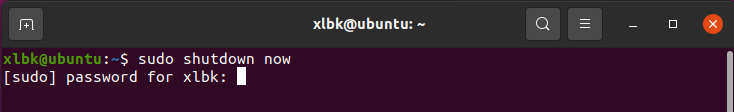 xlbk@ubuntu: ~
xlbk@ubuntu:~$ sudo shutdown now
[sudo] password for xlbk: